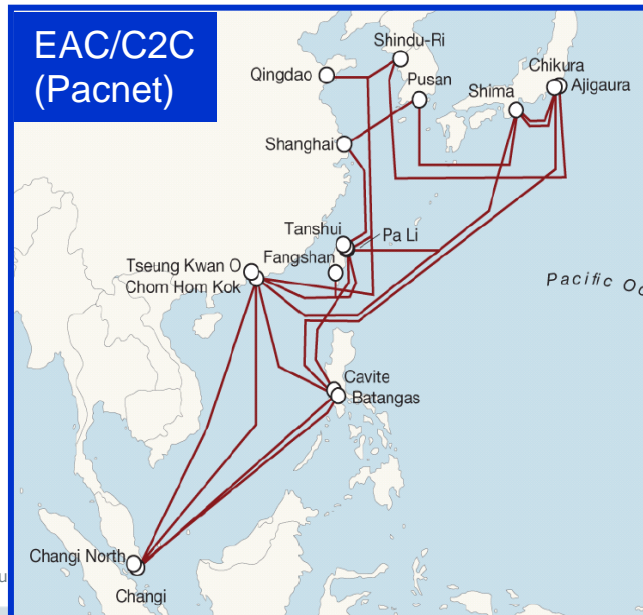 EAC/C2C
(Pacnet)
Shindu-Ri
Qingdao
Pusan
Chikura
Shima
Ajigaura
Shanghai
Tanshui
Pa Li
Fangshan
Tseung Kwan O
Chom Hom Kok
Pacific Oc
Cavite
Batangas
Changi North
Changi
u